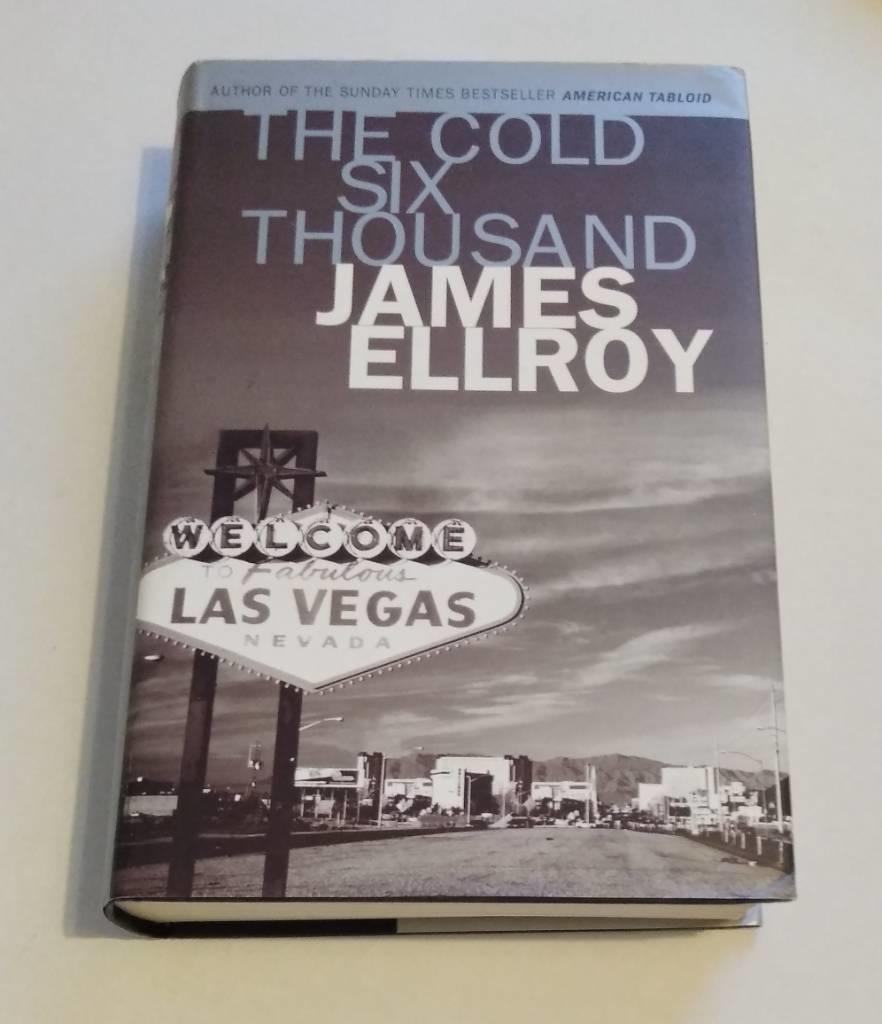 AUTHOR OF THE SUNDAY TIMES BESTSELLER AMERICAN TABLOID
THE COLD
SIX
THOUSAND
JAMES
ELLROY
WELCOME
TO Fabulous
LAS VEGAS
NEVADA